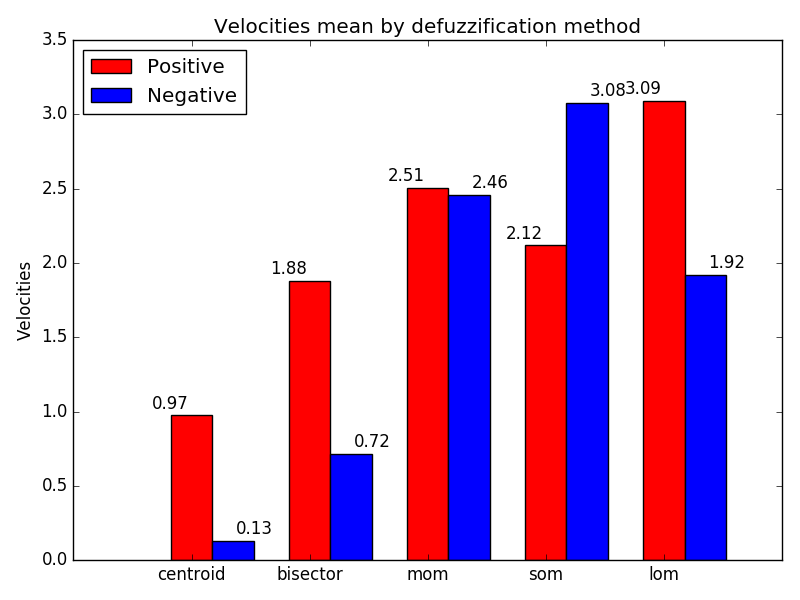 Velocities mean by defuzzification method
Positive
Negative
Velocities
3.5
3.0
2.5
2.0
1.5
1.0
0.5
0.0
0.97
0.13
1.88
0.72
2.51
2.46
2.12
3.08
3.09
1.92
centroid
bisector
mom
som
lom